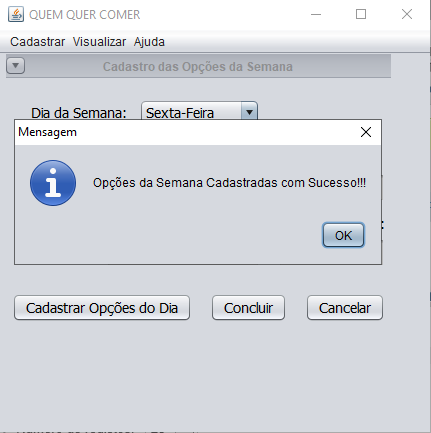 QUEM QUER COMER
Cadastrar Visualizar Ajuda
Cadastro das Opções da Semana
Dia da Semana: Sexta-Feira
Mensagem
Opções da Semana Cadastradas com Sucesso!!!
OK
Cadastrar Opções do Dia Concluir Cancelar